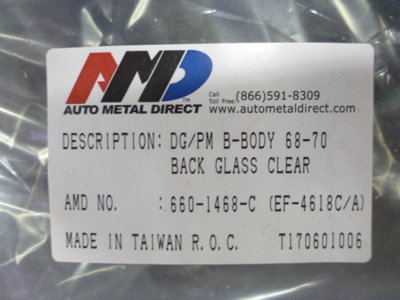 AMD™
AUTO METAL DIRECT
Call Toll Free: (866)591-8309
www.autometaldirect.com
DESCRIPTION: DG/PM B-BODY 68-70
BACK GLASS CLEAR
AMD NO. : 660-1468-C (EF-4618C/A)
MADE IN TAIWAN R.O.C. T170601006